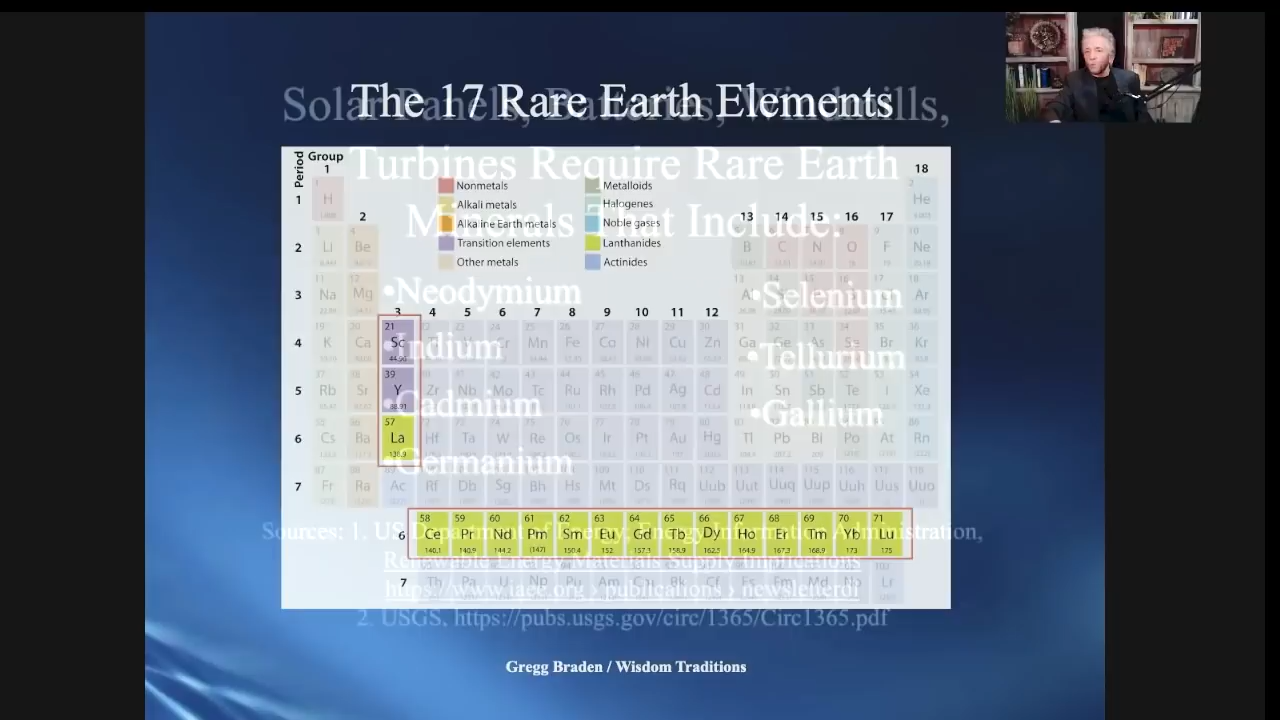 The 17 Rare Earth Elements
Solar Panels, Batteries, Windmills,
Turbines Require Rare Earth
Minerals That Include:
•Neodymium
•Indium
•Cadmium
•Germanium
•Selenium
•Tellurium
•Gallium
Period
Group
1 18
Nonmetals
Alkali metals
Alkaline Earth metals
Transition elements
Other metals
Metalloids
Halogenes
Noble gases
Lanthanides
Actinides
1 H He
2 13 14 15 16 17
2 Li Be B C N O F Ne
3 Na Mg Si Ar
3 4 5 6 7 8 9 10 11 12
4 K Ca Sc Mn Fe Co Ni Cu Zn Ga Ge As Se Br Kr
5 Rb Sr Y Zr Nb Mo Tc Ru Rh Pd Ag Cd In Sn Sb Te I Xe
6 Cs Ba La Hf Ta W Re Os Ir Pt Au Hg Tl Pb Bi Po At Rn
7 Fr Ra Ac Rf Db Sg Bh Hs Mt Ds Rq Uub Uut Uuq Uup Uuh Uus Uuo
21 44.96
39 88.91
57 138.9
58 59 60 61 62 63 64 65 66 67 68 69 70 71
6 Ce Pr Nd Pm Sm Eu Gd Tb Dy Ho Er Tm Yb Lu
140.1 140.9 144.2 (147) 150.4 152 157.3 158.9 162.5 164.9 167.3 168.9 173 175
7 Th Pa U Np Pu Am Cm Bk Cf Es Fm Md No Lr
Sources: 1. US Department of Energy, Energy Information Administration,
Renewable Energy Materials Supply Implications
https://www.iaee.org › publications › newsletterdl
2. USGS, https://pubs.usgs.gov/circ/1365/Circ1365.pdf
Gregg Braden / Wisdom Traditions